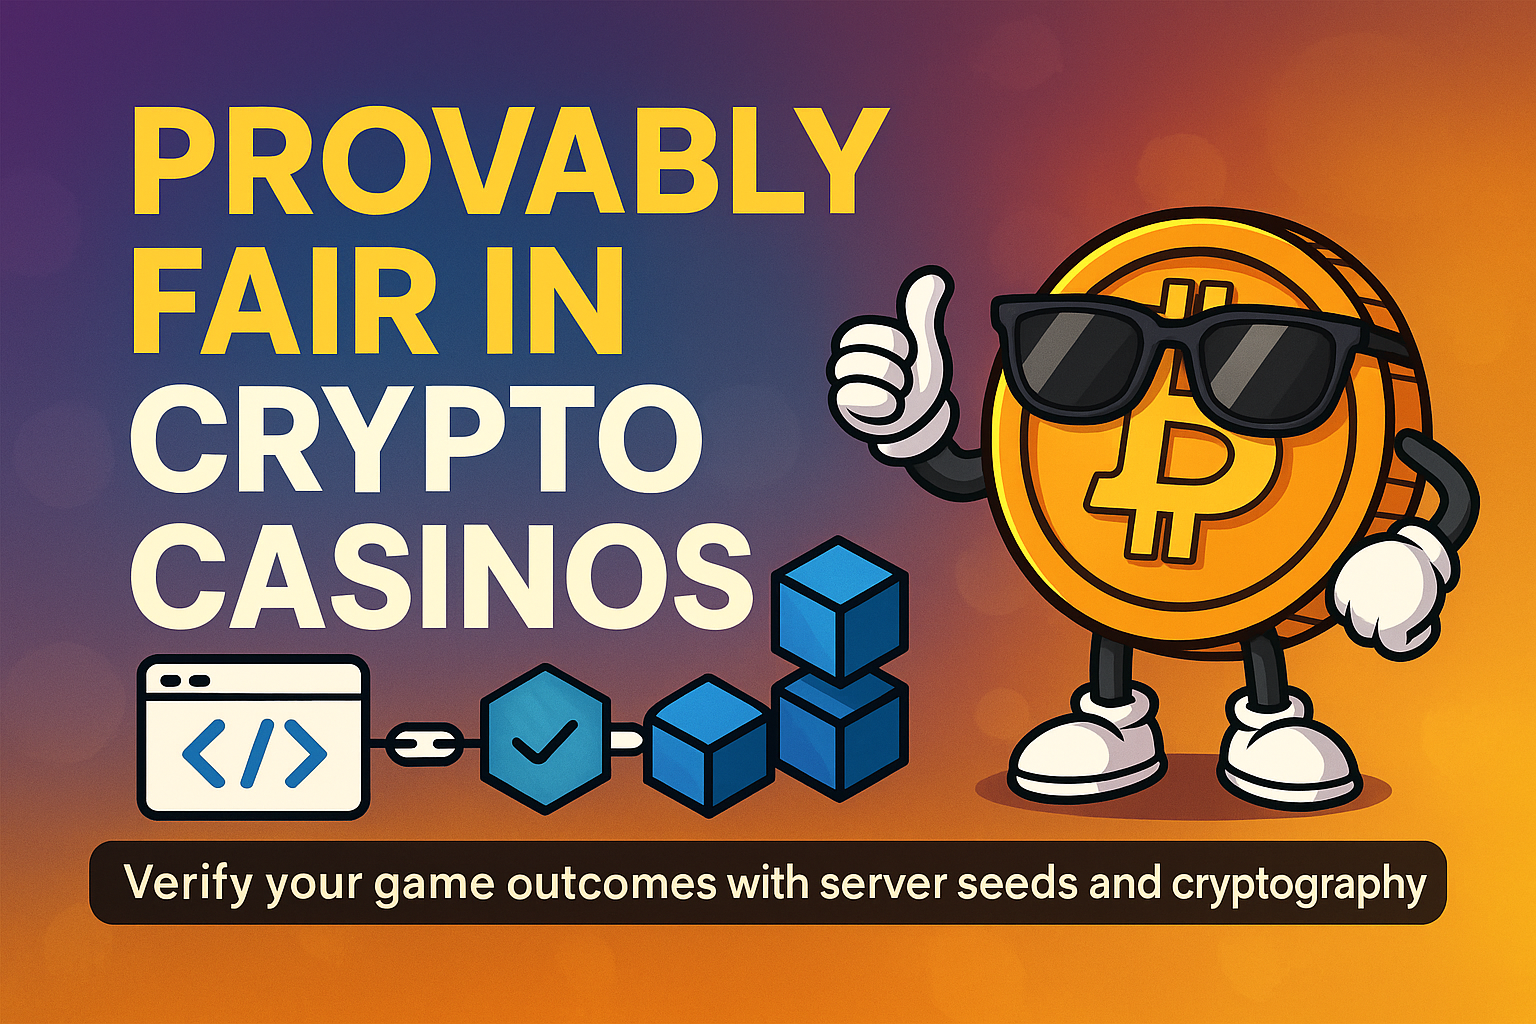 PROVABLY
FAIR IN
CRYPTO
CASINOS
</>
Verify your game outcomes with server seeds and cryptography